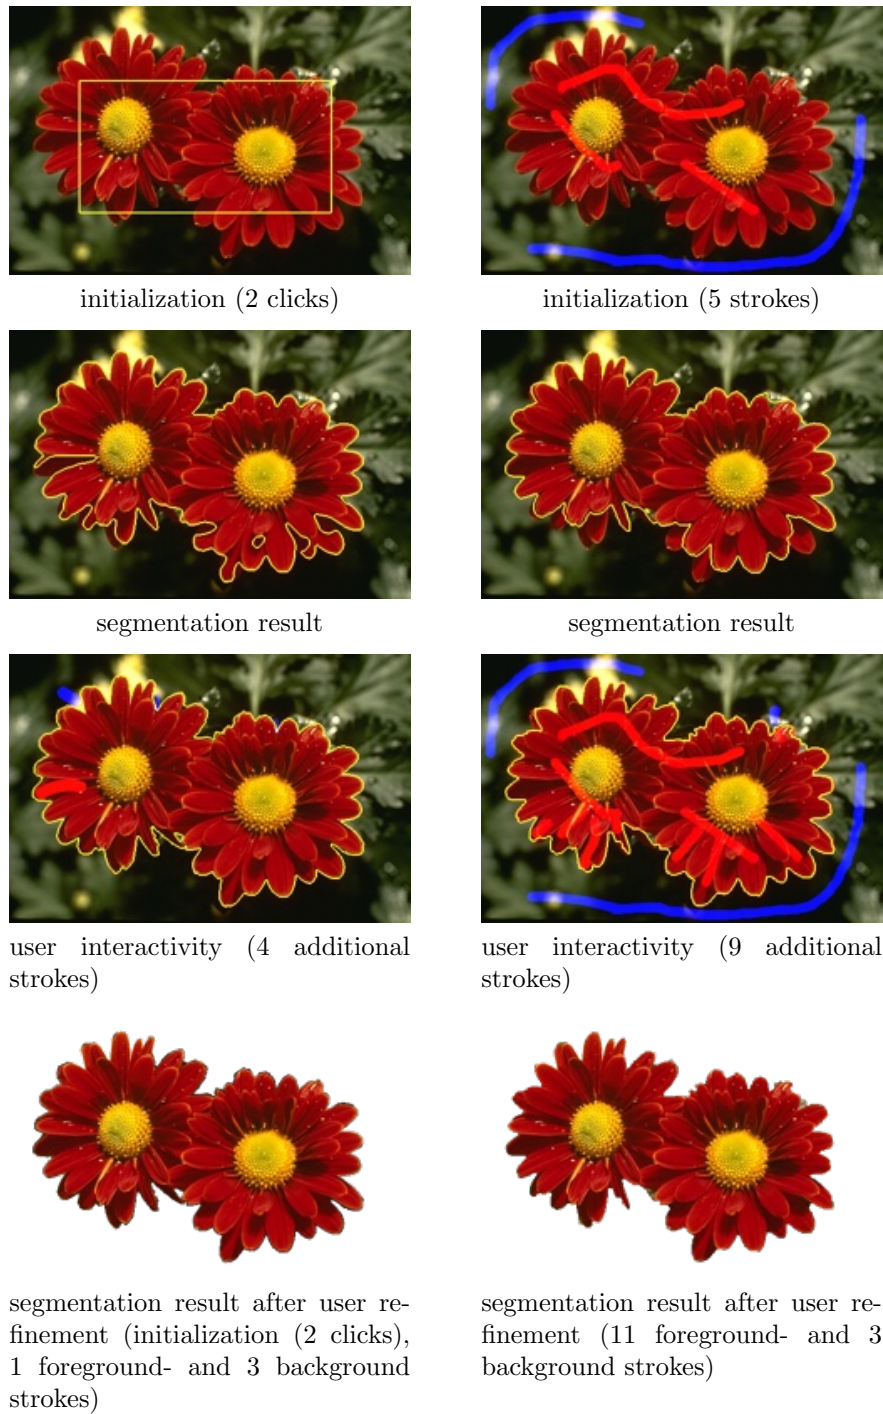 initialization (2 clicks)
initialization (5 strokes)
segmentation result
segmentation result
user interactivity (4 additional
strokes)
user interactivity (9 additional
strokes)
segmentation result after user re-
finement (initialization (2 clicks),
1 foreground- and 3 background
strokes)
segmentation result after user re-
finement (11 foreground- and 3
background strokes)